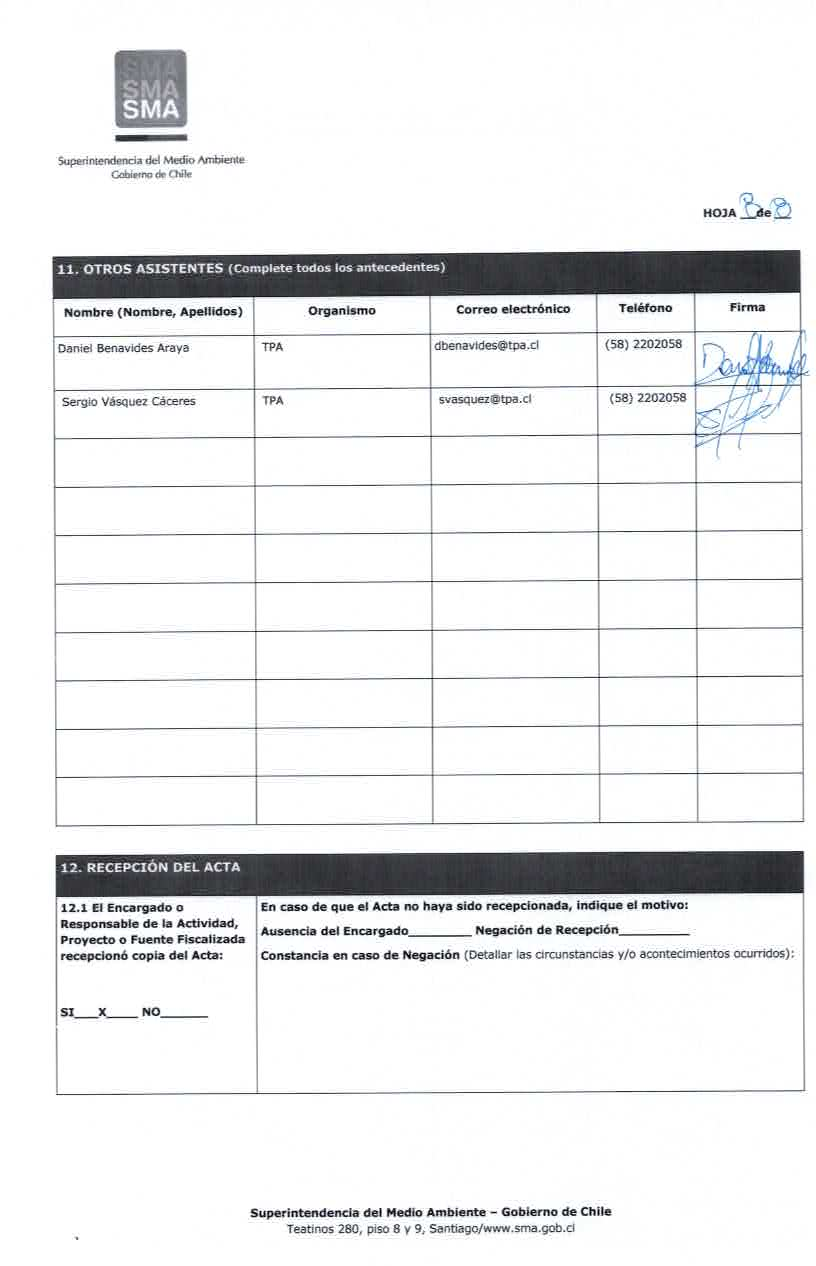 SMA
SMA
SMA
Superintendencia del Medio Ambiente
Gobierno de Chile
HOJA 8 de 8
11. OTROS ASISTENTES (Complete todos los antecedentes)
Nombre (Nombre, Apellidos) Organismo Correo electrónico Teléfono Firma
Daniel Benavides Araya TPA dbenavides@tpa.cl (58) 2202058
Sergio Vásquez Cáceres TPA svasquez@tpa.cl (58) 2202058
12. RECEPCIÓN DEL ACTA
12.1 El Encargado o
Responsable de la Actividad,
Proyecto o Fuente Fiscalizada
recepcionó copia del Acta:
SI___X____ NO______
En caso de que el Acta no haya sido recepcionada, indique el motivo:
Ausencia del Encargado________ Negación de Recepción_________
Constancia en caso de Negación (Detallar las circunstancias y/o acontecimientos ocurridos):
Superintendencia del Medio Ambiente – Gobierno de Chile
Teatinos 280, piso 8 y 9, Santiago/www.sma.gob.cl